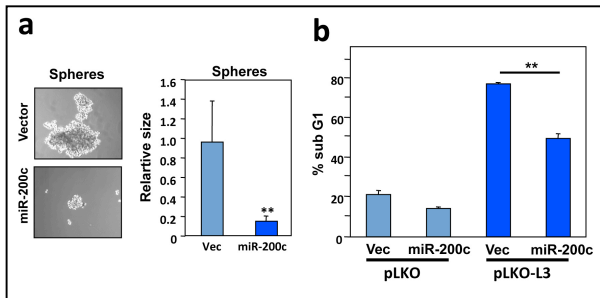 a
Spheres
Vector
miR-200c
Spheres
Relartive size
1.6
1.4
1.2
1.0
0.8
0.6
0.4
0.2
0
**
Vec miR-200c
b
% sub G1
80
60
40
20
0
**
Vec miR-200c Vec miR-200c
pLKO pLKO-L3